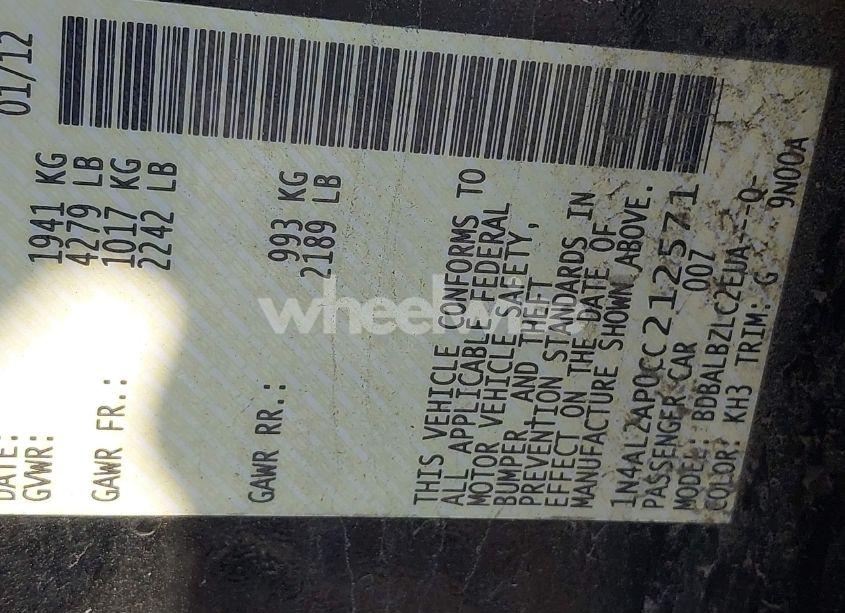 DATE: 01/12
GVWR: 1941 KG
4279 LB
GAWR FR.: 1017 KG
2242 LB
GAWR RR.: 993 KG
2189 LB
THIS VEHICLE CONFORMS TO
ALL APPLICABLE FEDERAL
MOTOR VEHICLE SAFETY,
BUMPER, AND THEFT
PREVENTION STANDARDS IN
EFFECT ON THE DATE OF
MANUFACTURE SHOWN ABOVE.
1N4AL2AP0CC212571
PASSENGER CAR 007
MODEL: BDBALBZLC2EUA---Q-
COLOR: KH3 TRIM: G 9N00A